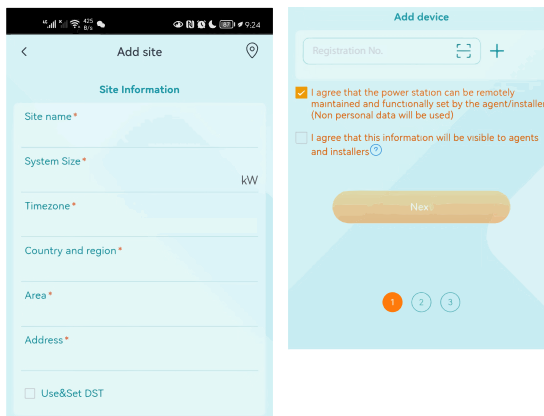 425
B/s
9:24
Add site
Site Information
Site name*
System Size*
kW
Timezone*
Country and region*
Area*
Address*
Use&Set DST
Add device
Registration No.
I agree that the power station can be remotely
maintained and functionally set by the agent/installer
(Non personal data will be used)
I agree that this information will be visible to agents
and installers?
Next
1 2 3